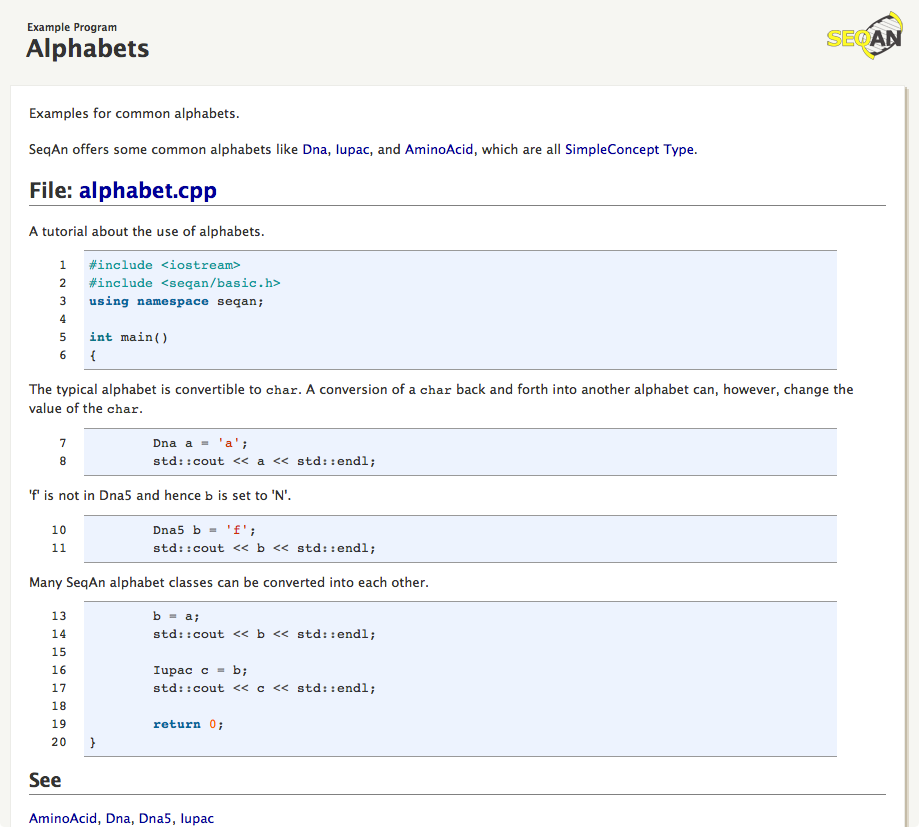 Example Program
Alphabets
SEQAN
Examples for common alphabets.
SeqAn offers some common alphabets like Dna, Iupac, and AminoAcid, which are all SimpleConcept Type.
File: alphabet.cpp
A tutorial about the use of alphabets.
1 #include <iostream>
2 #include <seqan/basic.h>
3 using namespace seqan;
4
5 int main()
6 {
The typical alphabet is convertible to char. A conversion of a char back and forth into another alphabet can, however, change the
value of the char.
7 Dna a = 'a';
8 std::cout << a << std::endl;
'f' is not in Dna5 and hence b is set to 'N'.
10 Dna5 b = 'f';
11 std::cout << b << std::endl;
Many SeqAn alphabet classes can be converted into each other.
13 b = a;
14 std::cout << b << std::endl;
15
16 Iupac c = b;
17 std::cout << c << std::endl;
18
19 return 0;
20 }
See
AminoAcid, Dna, Dna5, Iupac